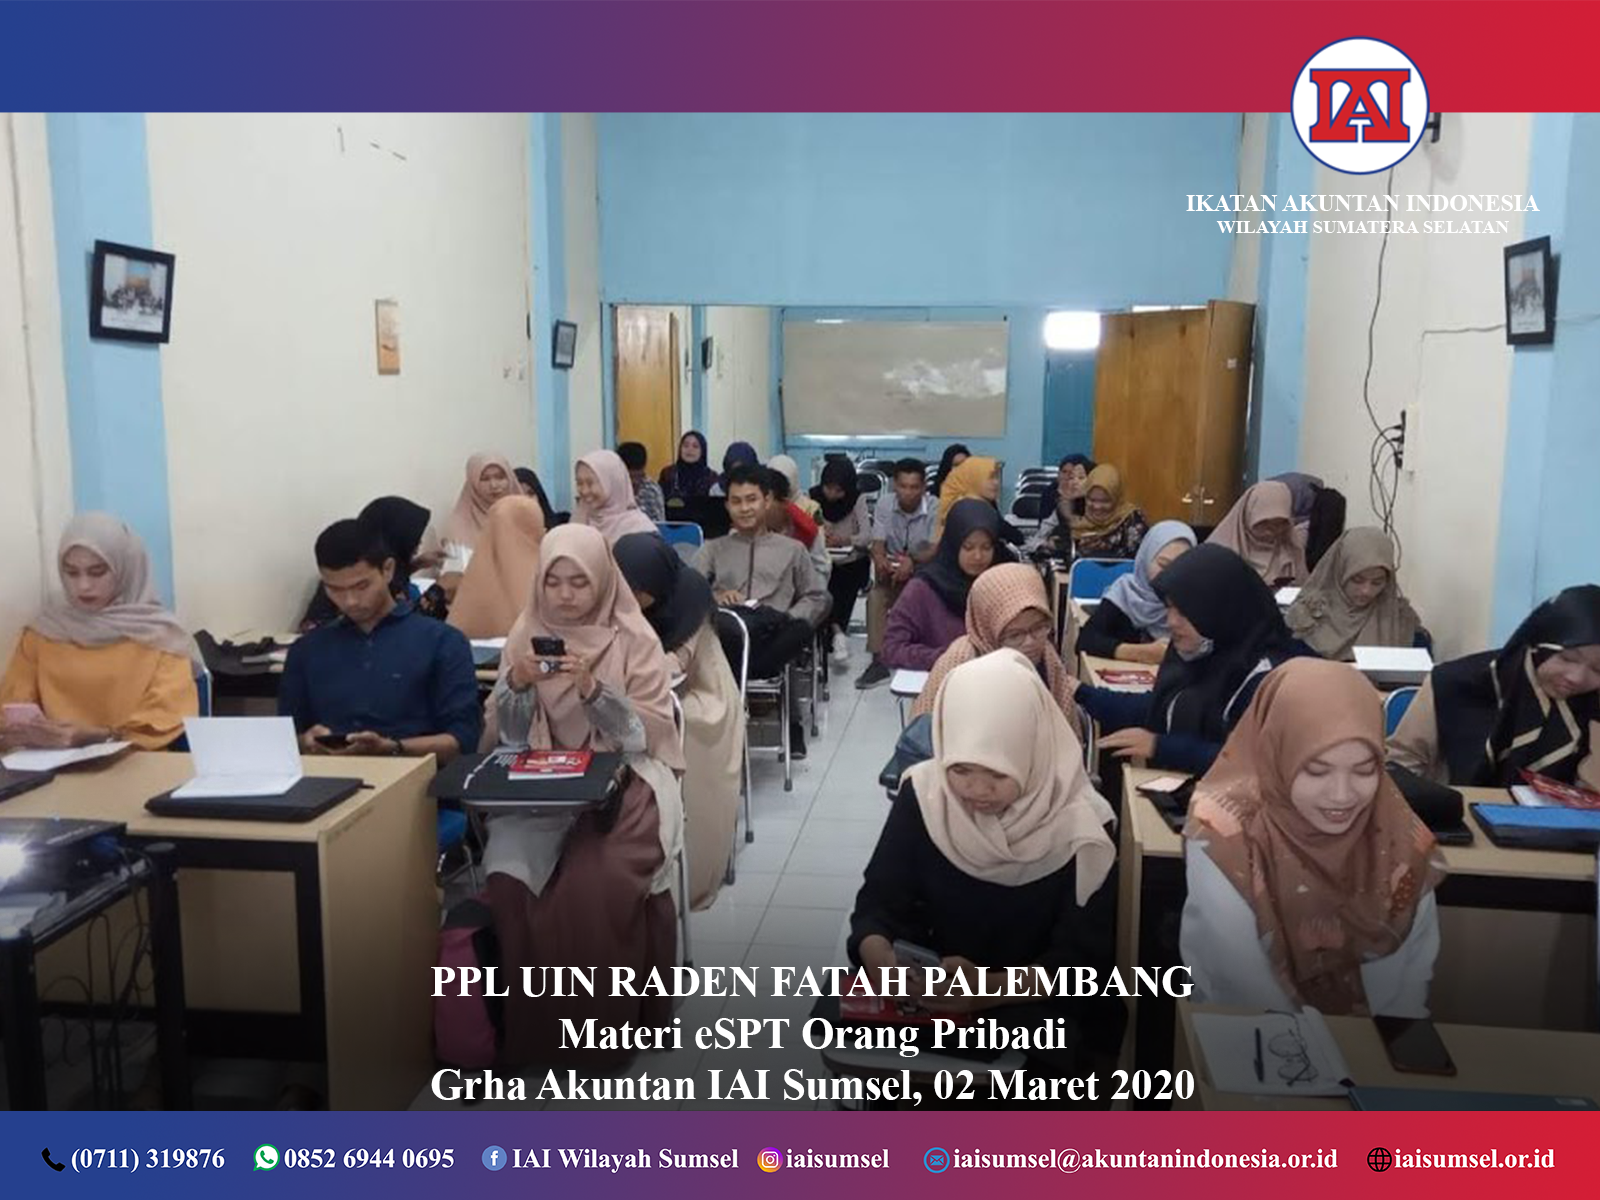 IAI
IKATAN AKUNTAN INDONESIA
WILAYAH SUMATERA SELATAN
PPL UIN RADEN FATAH PALEMBANG
Materi eSPT Orang Pribadi
Grha Akuntan IAI Sumsel, 02 Maret 2020
(0711) 319876 0852 6944 0695 IAI Wilayah Sumsel iaisumsel iaisumsel@akuntanindonesia.or.id iaisumsel.or.id